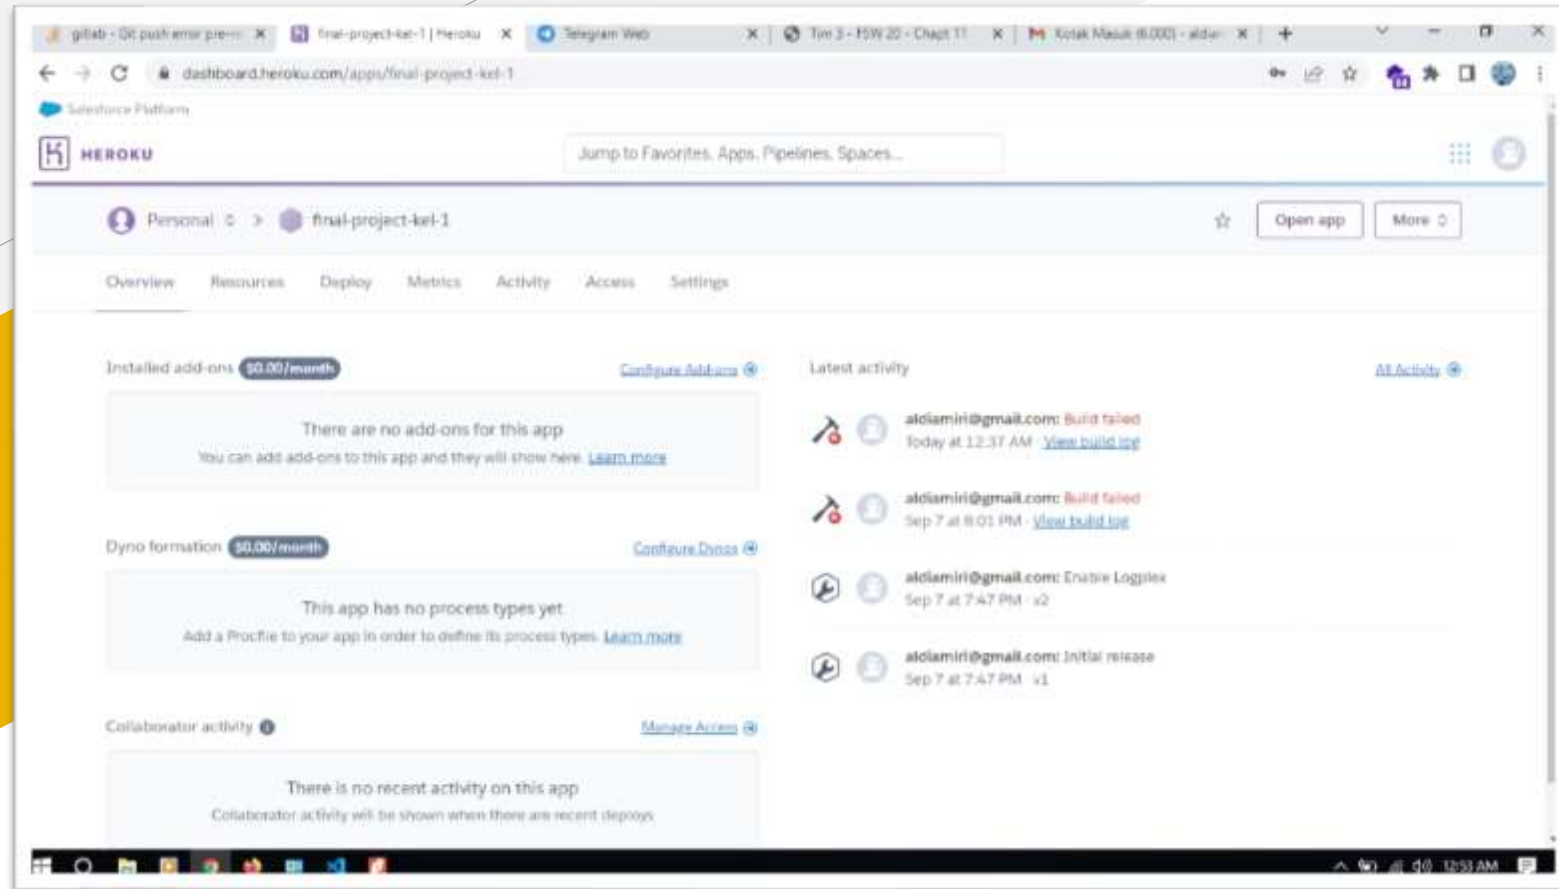 gitlab - Git push error pre-re
final-project-kel-1 | Heroku
Telegram Web
Tim 3 - FSW 20 - Chapt 11
Kotak Masuk (6.000) - aldiam
dashboard.heroku.com/apps/final-project-kel-1
Salesforce Platform
HEROKU
Jump to Favorites, Apps, Pipelines, Spaces...
Personal > final-project-kel-1
Open app
More
Overview Resources Deploy Metrics Activity Access Settings
Installed add-ons $0.00/month
Configure Add-ons
There are no add-ons for this app
You can add add-ons to this app and they will show here. Learn more
Dyno formation $0.00/month
Configure Dynos
This app has no process types yet
Add a Procfile to your app in order to define its process types. Learn more
Collaborator activity
Manage Access
There is no recent activity on this app
Collaborator activity will be shown when there are recent deploys
Latest activity
All Activity
aldiamiri@gmail.com: Build failed
Today at 12:37 AM · View build log
aldiamiri@gmail.com: Build failed
Sep 7 at 8:01 PM · View build log
aldiamiri@gmail.com: Enable Logplex
Sep 7 at 7:47 PM · v2
aldiamiri@gmail.com: Initial release
Sep 7 at 7:47 PM · v1
12:53 AM